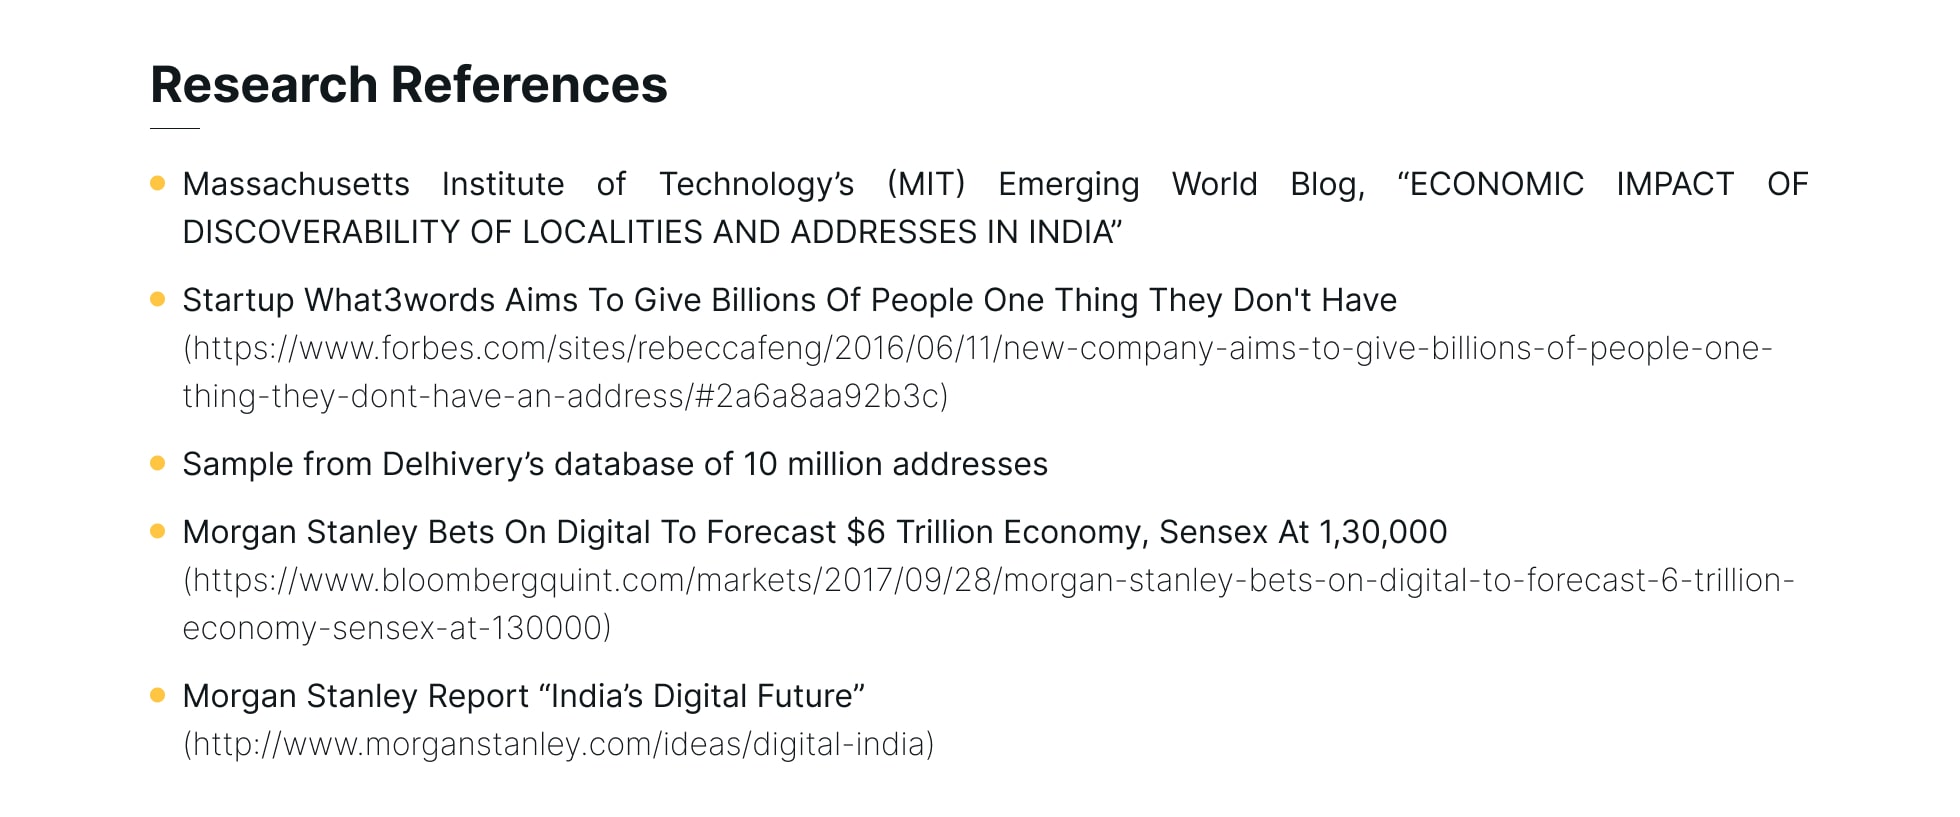 Research References
Massachusetts Institute of Technology’s (MIT) Emerging World Blog, “ECONOMIC IMPACT OF
DISCOVERABILITY OF LOCALITIES AND ADDRESSES IN INDIA”
Startup What3words Aims To Give Billions Of People One Thing They Don't Have
(https://www.forbes.com/sites/rebeccafeng/2016/06/11/new-company-aims-to-give-billions-of-people-one-
thing-they-dont-have-an-address/#2a6a8aa92b3c)
Sample from Delhivery’s database of 10 million addresses
Morgan Stanley Bets On Digital To Forecast $6 Trillion Economy, Sensex At 1,30,000
(https://www.bloombergquint.com/markets/2017/09/28/morgan-stanley-bets-on-digital-to-forecast-6-trillion-
economy-sensex-at-130000)
Morgan Stanley Report “India’s Digital Future”
(http://www.morganstanley.com/ideas/digital-india)